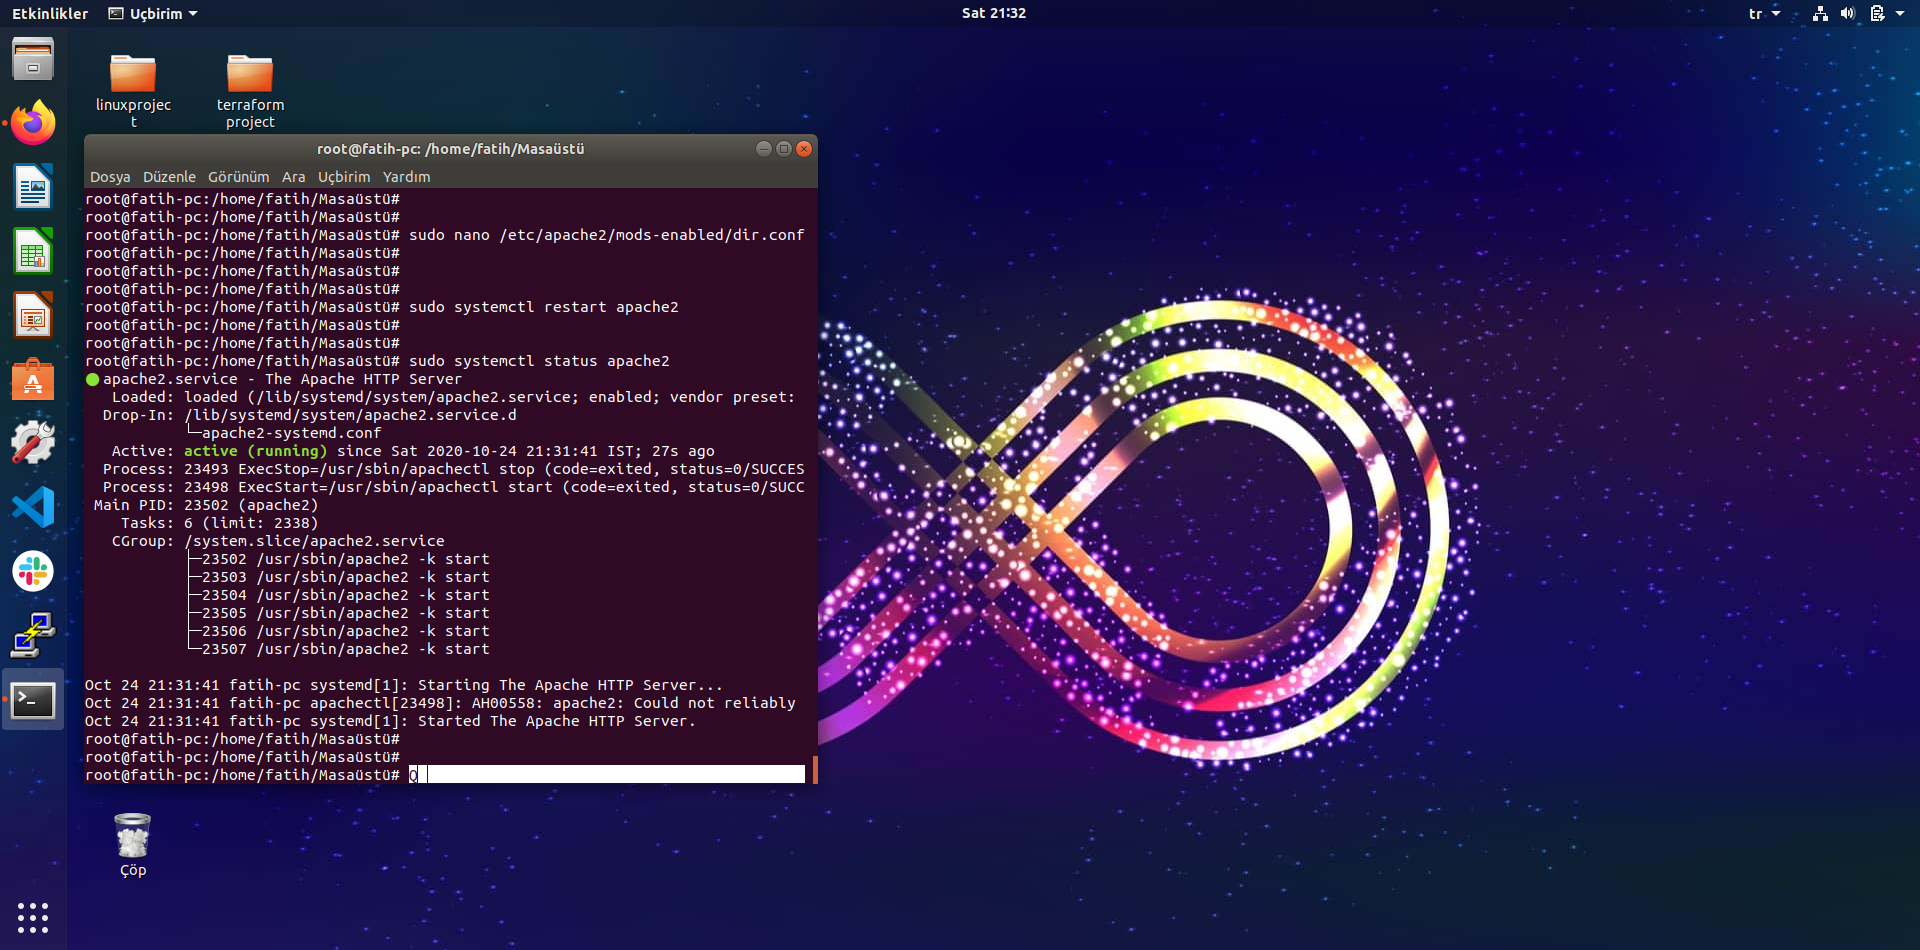 Etkinlikler
Uçbirim
Sat 21:32
tr
linuxprojec
t
terraform
project
root@fatih-pc: /home/fatih/Masaüstü
Dosya Düzenle Görünüm Ara Uçbirim Yardım
root@fatih-pc:/home/fatih/Masaüstü#
root@fatih-pc:/home/fatih/Masaüstü#
root@fatih-pc:/home/fatih/Masaüstü# sudo nano /etc/apache2/mods-enabled/dir.conf
root@fatih-pc:/home/fatih/Masaüstü#
root@fatih-pc:/home/fatih/Masaüstü#
root@fatih-pc:/home/fatih/Masaüstü#
root@fatih-pc:/home/fatih/Masaüstü# sudo systemctl restart apache2
root@fatih-pc:/home/fatih/Masaüstü#
root@fatih-pc:/home/fatih/Masaüstü#
root@fatih-pc:/home/fatih/Masaüstü# sudo systemctl status apache2
● apache2.service - The Apache HTTP Server
Loaded: loaded (/lib/systemd/system/apache2.service; enabled; vendor preset:
Drop-In: /lib/systemd/system/apache2.service.d
└─apache2-systemd.conf
Active: active (running) since Sat 2020-10-24 21:31:41 IST; 27s ago
Process: 23493 ExecStop=/usr/sbin/apachectl stop (code=exited, status=0/SUCCES
Process: 23498 ExecStart=/usr/sbin/apachectl start (code=exited, status=0/SUCC
Main PID: 23502 (apache2)
Tasks: 6 (limit: 2338)
CGroup: /system.slice/apache2.service
├─23502 /usr/sbin/apache2 -k start
├─23503 /usr/sbin/apache2 -k start
├─23504 /usr/sbin/apache2 -k start
├─23505 /usr/sbin/apache2 -k start
├─23506 /usr/sbin/apache2 -k start
└─23507 /usr/sbin/apache2 -k start
Oct 24 21:31:41 fatih-pc systemd[1]: Starting The Apache HTTP Server...
Oct 24 21:31:41 fatih-pc apachectl[23498]: AH00558: apache2: Could not reliably
Oct 24 21:31:41 fatih-pc systemd[1]: Started The Apache HTTP Server.
root@fatih-pc:/home/fatih/Masaüstü#
root@fatih-pc:/home/fatih/Masaüstü#
root@fatih-pc:/home/fatih/Masaüstü# Q
Çöp